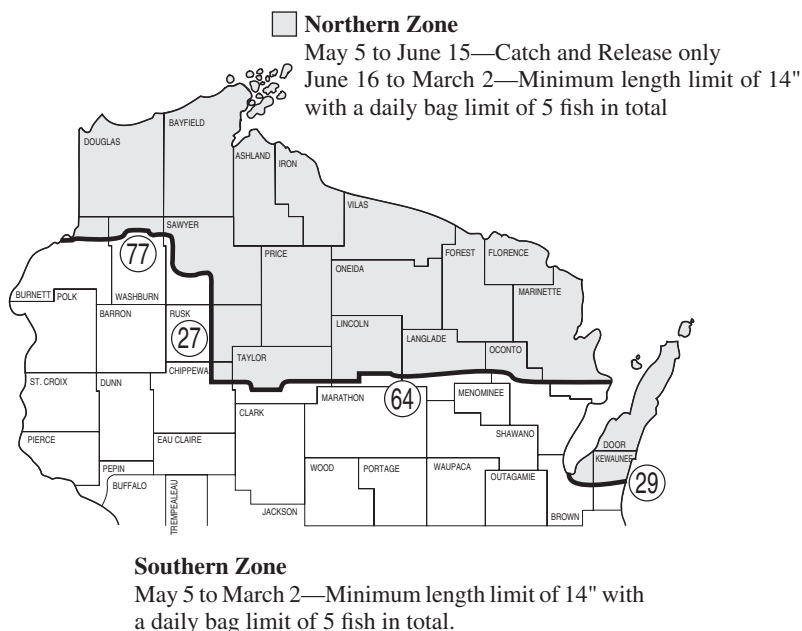 Northern Zone
May 5 to June 15—Catch and Release only
June 16 to March 2—Minimum length limit of 14"
with a daily bag limit of 5 fish in total
DOUGLAS
BAYFIELD
ASHLAND
IRON
VILAS
SAWYER
77
PRICE
FOREST
FLORENCE
ONEIDA
BURNETT
POLK
WASHBURN
MARINETTE
BARRON
RUSK
27
LINCOLN
LANGLADE
OCONTO
TAYLOR
CHIPPEWA
ST. CROIX
DUNN
MARATHON
64
MENOMINEE
CLARK
SHAWANO
PIERCE
EAU CLAIRE
DOOR
KEWAUNEE
PEPIN
WOOD
PORTAGE
WAUPACA
OUTAGAMIE
29
BUFFALO
TREMPEALEAU
JACKSON
BROWN
Southern Zone
May 5 to March 2—Minimum length limit of 14" with
a daily bag limit of 5 fish in total.